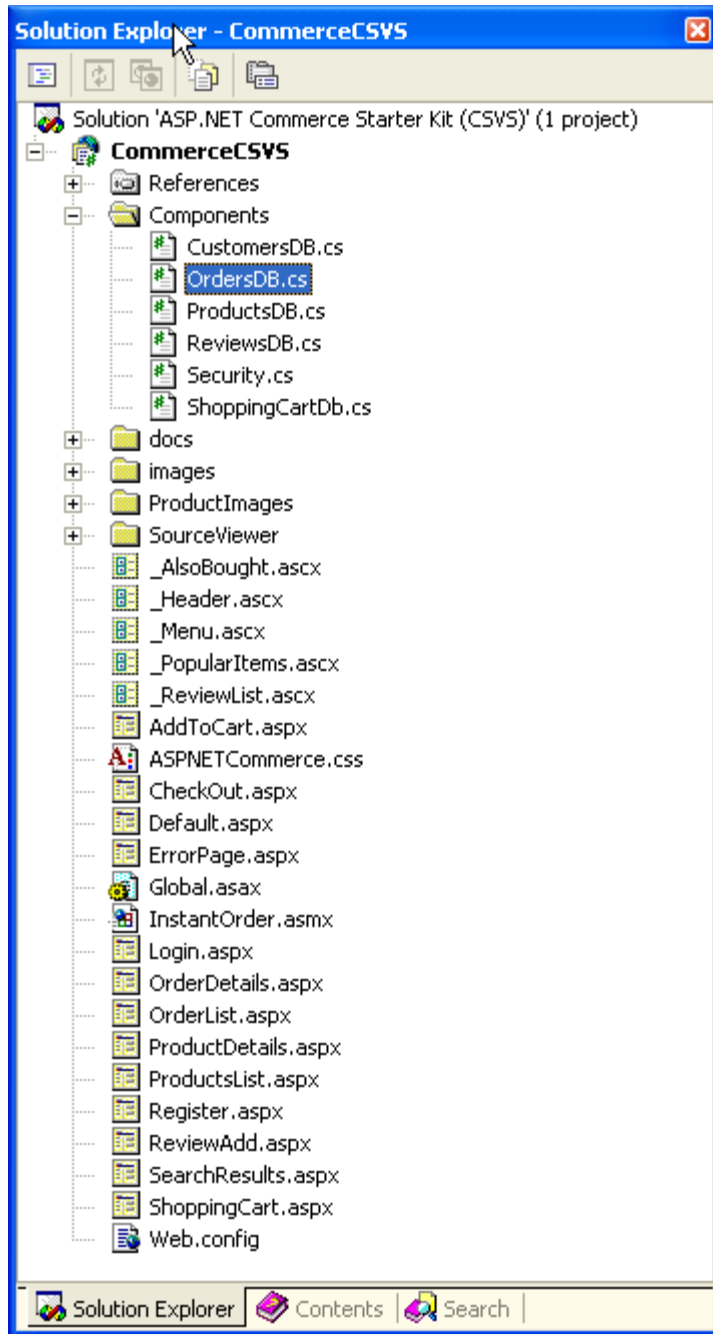 Solution Explorer - CommerceCSVS
Solution 'ASP.NET Commerce Starter Kit (CSVS)' (1 project)
CommerceCSVS
References
Components
CustomersDB.cs
OrdersDB.cs
ProductsDB.cs
ReviewsDB.cs
Security.cs
ShoppingCartDb.cs
docs
images
ProductImages
SourceViewer
_AlsoBought.ascx
_Header.ascx
_Menu.ascx
_PopularItems.ascx
_ReviewList.ascx
AddToCart.aspx
ASPNETCommerce.css
CheckOut.aspx
Default.aspx
ErrorPage.aspx
Global.asax
InstantOrder.asmx
Login.aspx
OrderDetails.aspx
OrderList.aspx
ProductDetails.aspx
ProductsList.aspx
Register.aspx
ReviewAdd.aspx
SearchResults.aspx
ShoppingCart.aspx
Web.config
Solution Explorer Contents Search